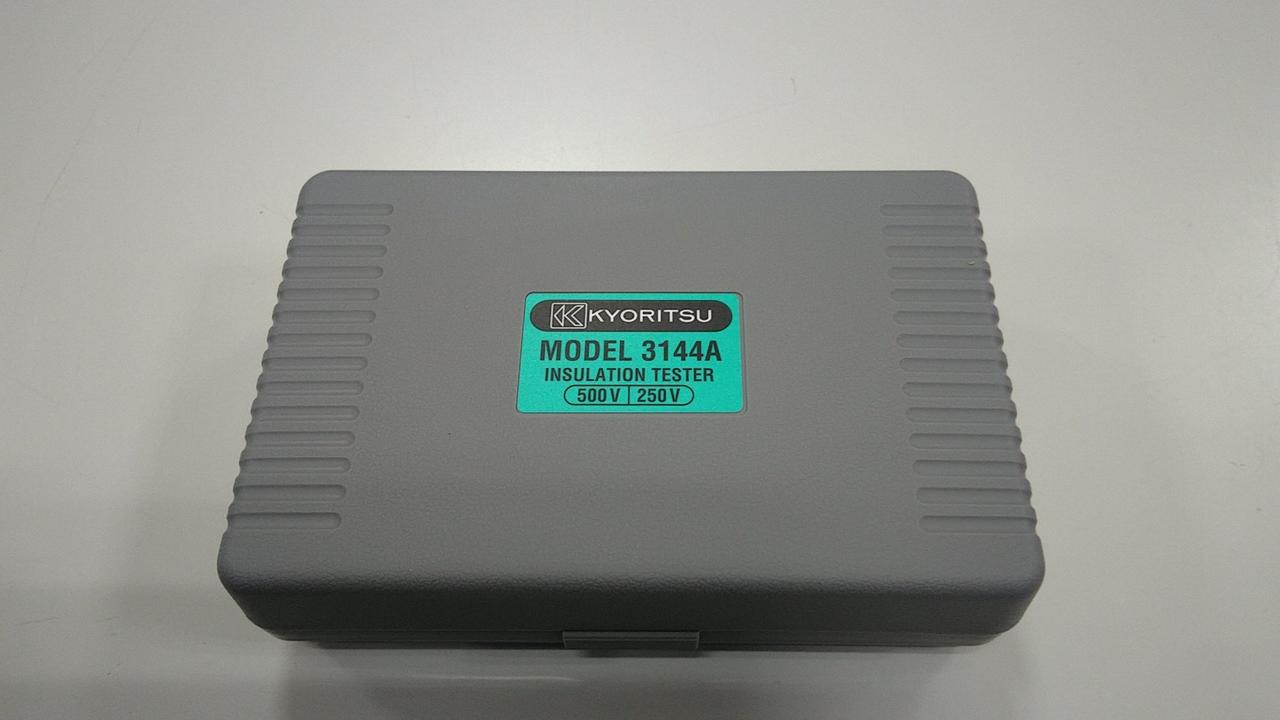 KYORITSU
MODEL 3144A
INSULATION TESTER
500V 250V